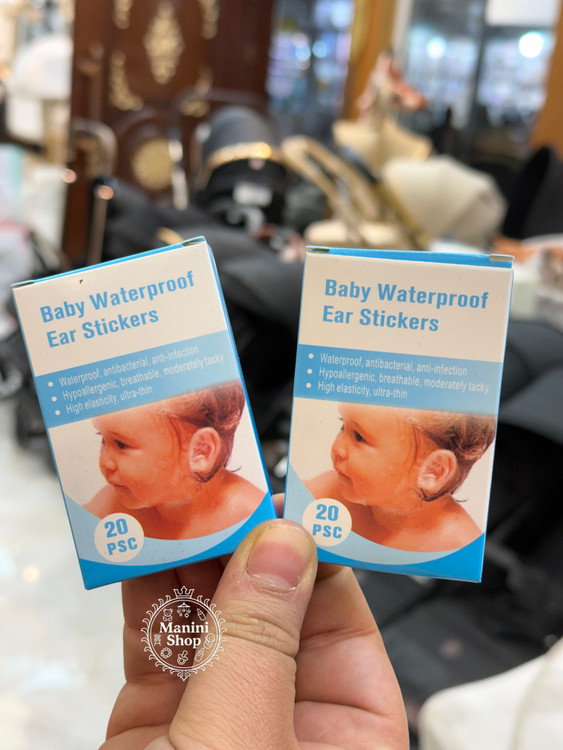 Baby Waterproof
Ear Stickers
Waterproof, antibacterial, anti-infection
Hypoallergenic, breathable, moderately tacky
High elasticity, ultra-thin
20
PSC
Baby Waterproof
Ear Stickers
Waterproof, antibacterial, anti-infection
Hypoallergenic, breathable, moderately tacky
High elasticity, ultra-thin
20
PSC
Manini
Shop